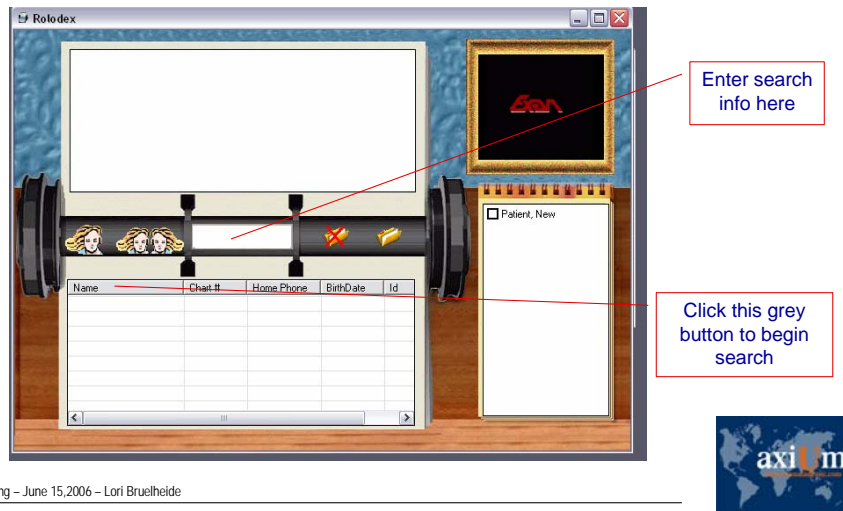 Rolodex
Enter search
info here
Patient, New
Name Chart # Home Phone BirthDate Id
Click this grey
button to begin
search
axiUm
ng – June 15,2006 – Lori Bruelheide